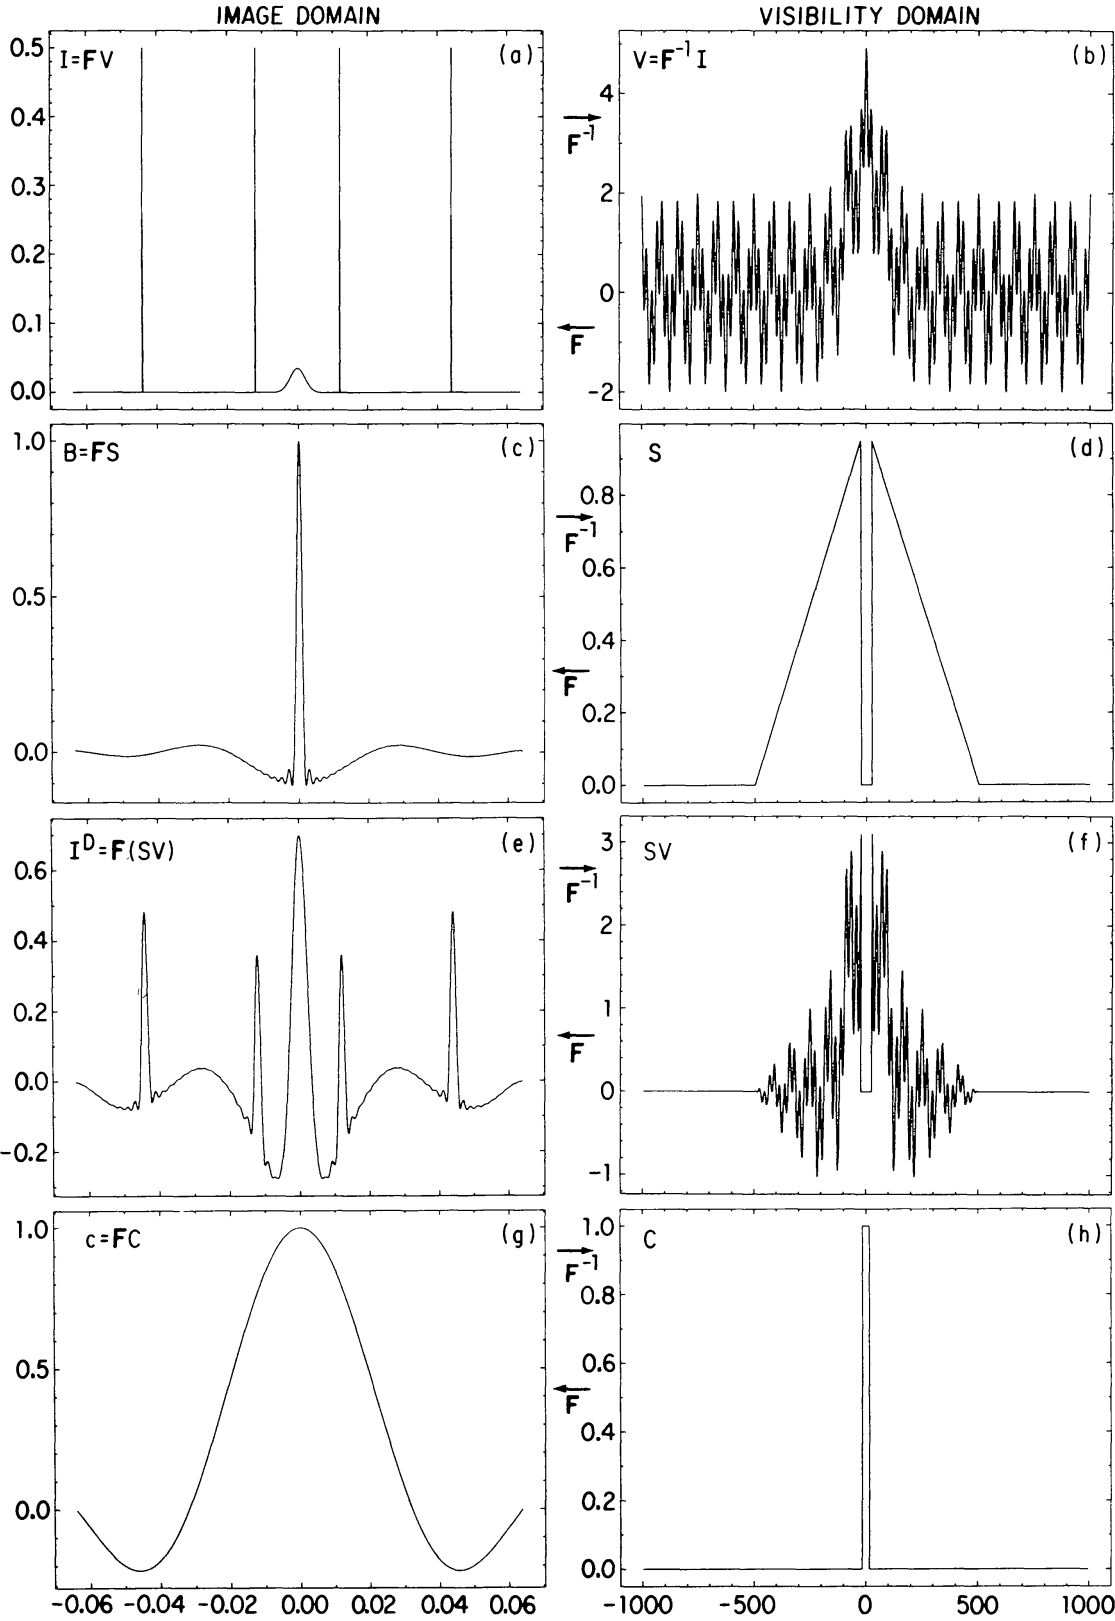 IMAGE DOMAIN
VISIBILITY DOMAIN
I=FV
(a)
0.5
0.4
0.3
0.2
0.1
0.0
F⁻¹
F
V=F⁻¹I
(b)
4
2
0
-2
B=FS
(c)
1.0
0.5
0.0
F⁻¹
F
S
(d)
0.8
0.6
0.4
0.2
0.0
Iᴰ=F(SV)
(e)
0.6
0.4
0.2
0.0
-0.2
F⁻¹
F
SV
(f)
3
2
1
0
-1
c=FC
(g)
1.0
0.5
0.0
-0.06 -0.04 -0.02 0.00 0.02 0.04 0.06
F⁻¹
F
C
(h)
1.0
0.8
0.6
0.4
0.2
0.0
-1000 -500 0 500 1000